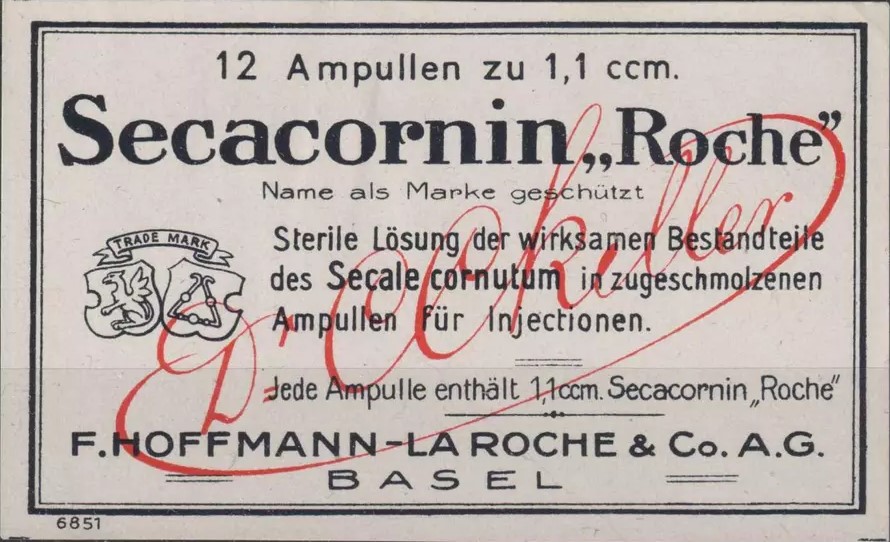 12 Ampullen zu 1,1 ccm.
Secacornin „Roche”
Name als Marke geschützt
TRADE MARK
Sterile Lösung der wirksamen Bestandteile
des Secale cornutum in zugeschmolzenen
Ampullen für Injectionen.
Jede Ampulle enthält 1,1 ccm. Secacornin „Roche”
Dr
Keller
F. HOFFMANN-LA ROCHE & Co. A.G.
BASEL
6851